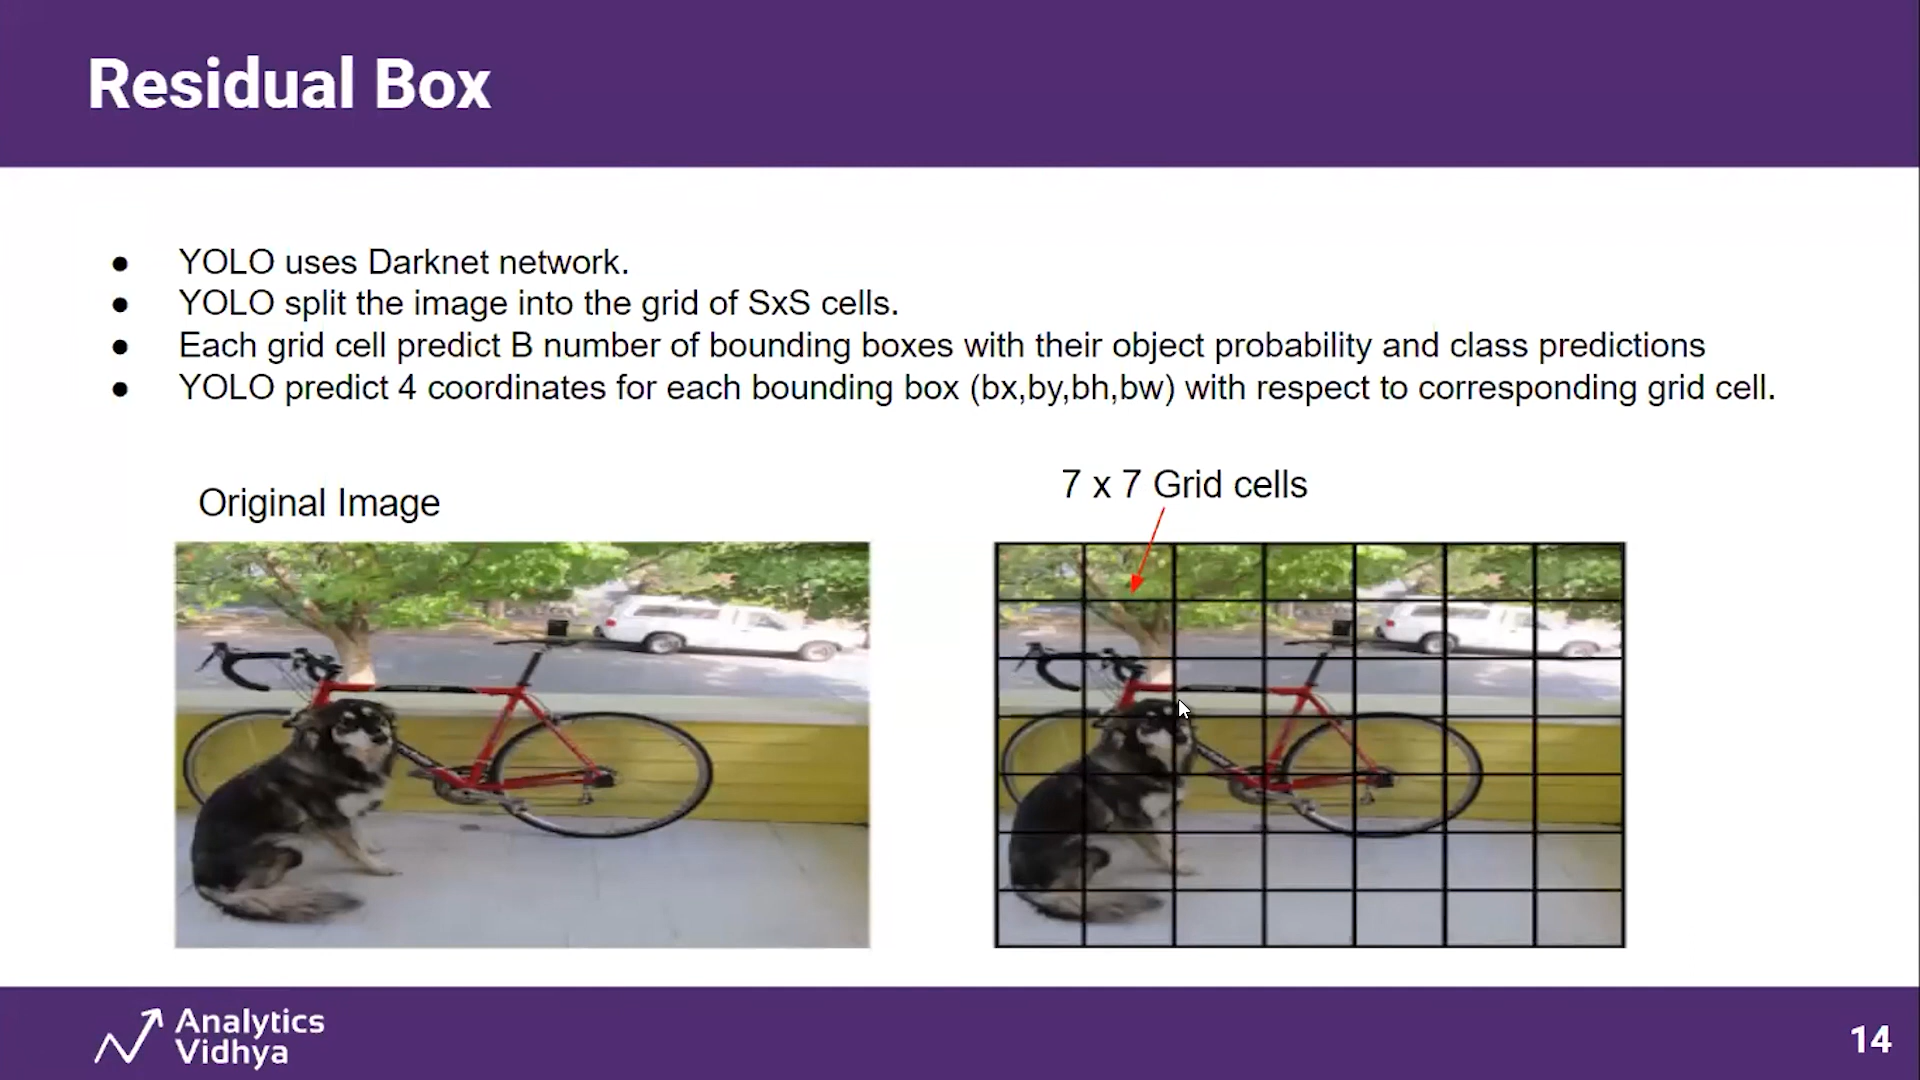 Residual Box
● YOLO uses Darknet network.
● YOLO split the image into the grid of SxS cells.
● Each grid cell predict B number of bounding boxes with their object probability and class predictions
● YOLO predict 4 coordinates for each bounding box (bx,by,bh,bw) with respect to corresponding grid cell.
Original Image
7 x 7 Grid cells
Analytics
Vidhya
14